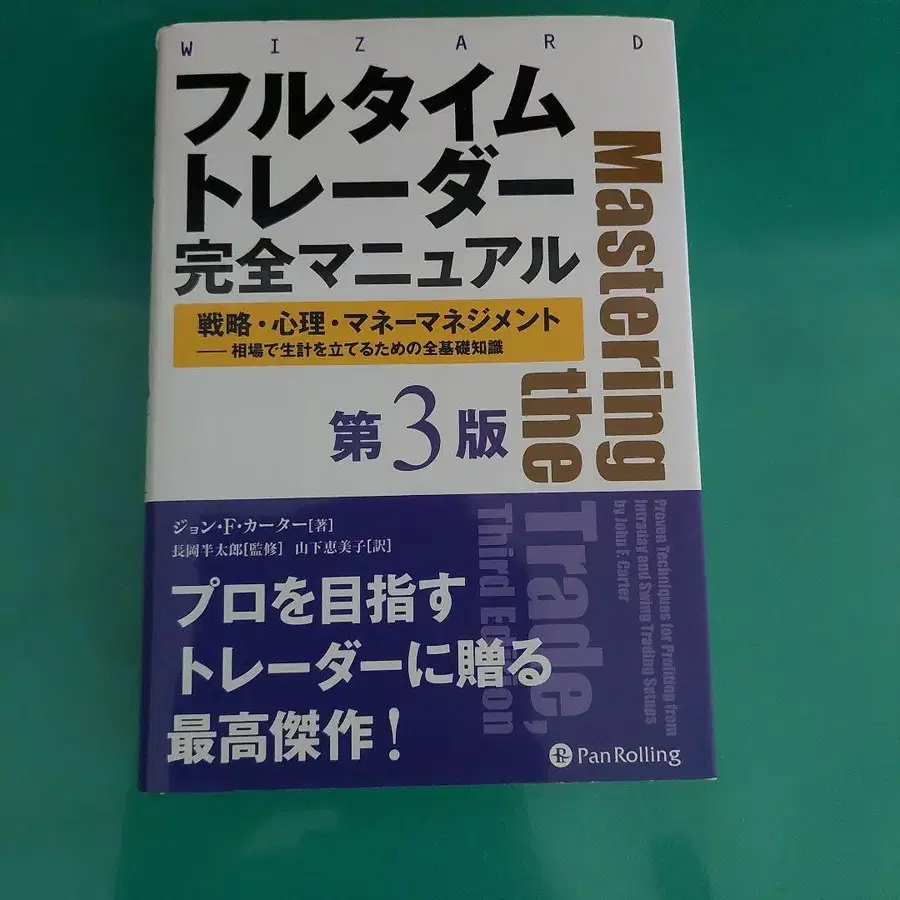 WIZARD
フルタイム
トレーダー
完全マニュアル
戦略・心理・マネーマネジメント
――相場で生計を立てるための全基礎知識
第3版
Mastering
the
Trade,
Third Edition
Proven Techniques for Profiting from
Intraday and Swing Trading Setups
by John F. Carter
ジョン・F・カーター[著]
長岡半太郎[監修] 山下恵美子[訳]
プロを目指す
トレーダーに贈る
最高傑作!
PanRolling